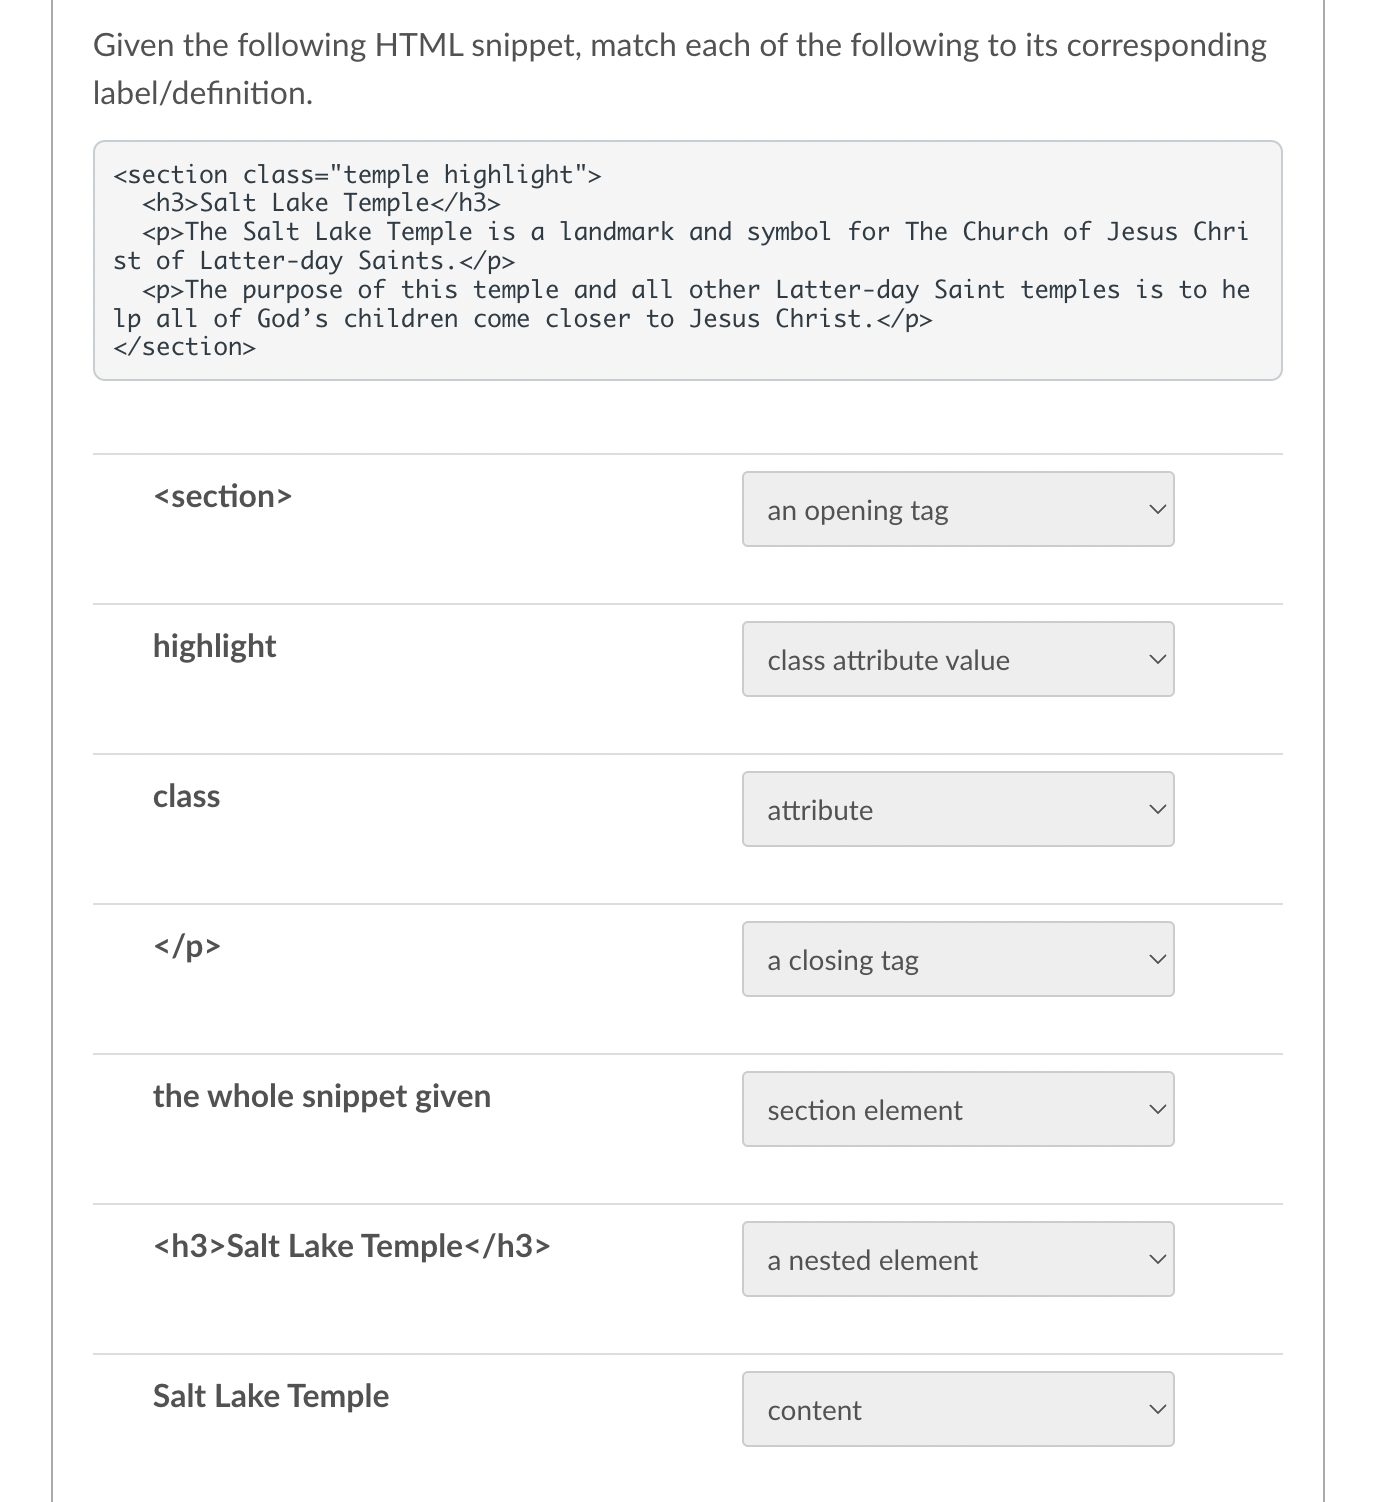 Given the following HTML snippet, match each of the following to its corresponding
label/definition.
<section class="temple highlight">
  <h3>Salt Lake Temple</h3>
  <p>The Salt Lake Temple is a landmark and symbol for The Church of Jesus Chri
st of Latter-day Saints.</p>
  <p>The purpose of this temple and all other Latter-day Saint temples is to he
lp all of God’s children come closer to Jesus Christ.</p>
</section>
<section>
an opening tag
highlight
class attribute value
class
attribute
</p>
a closing tag
the whole snippet given
section element
<h3>Salt Lake Temple</h3>
a nested element
Salt Lake Temple
content